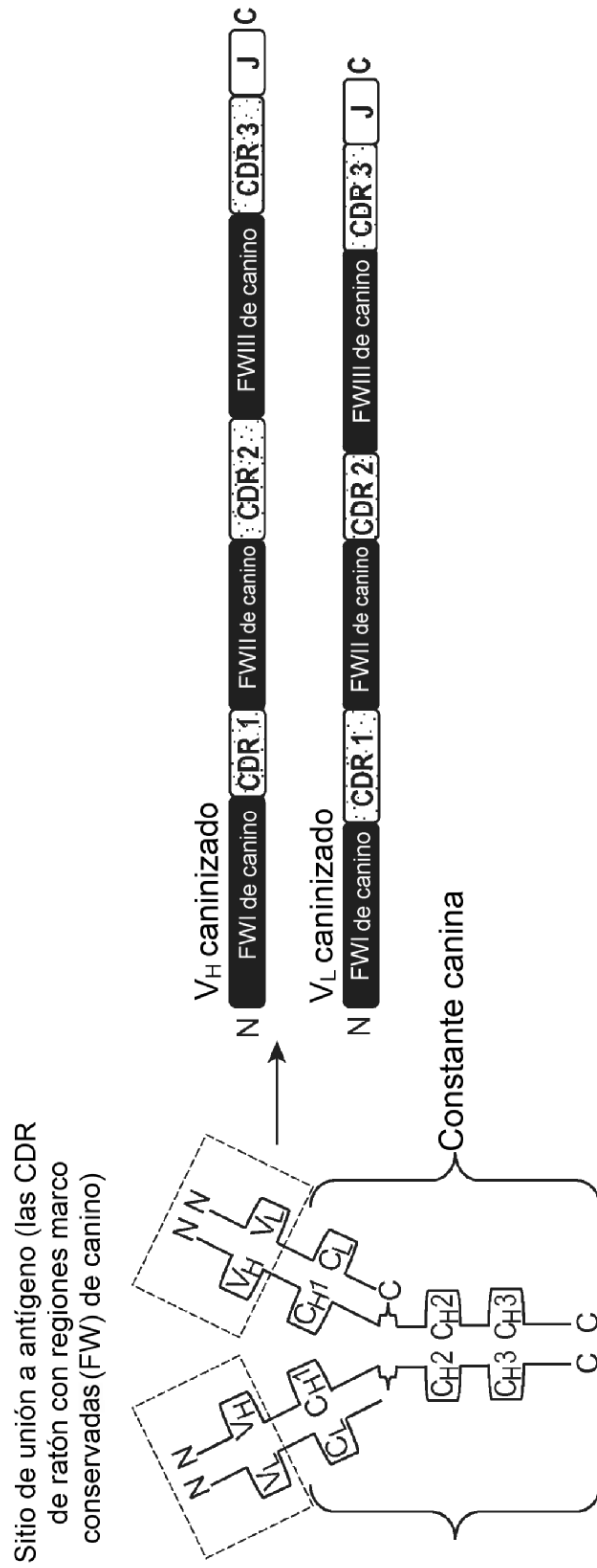 Sitio de unión a antígeno (las CDR
de ratón con regiones marco
conservadas (FW) de canino)
N N N N
VL VH VH VL
CL CH1 CH1 CL
C
CH2 CH2
CH3 CH3
C C
Constante canina
VH caninizado
N FWI de canino CDR 1 FWII de canino CDR 2 FWIII de canino CDR 3 J C
VL caninizado
N FWI de canino CDR 1 FWII de canino CDR 2 FWIII de canino CDR 3 J C